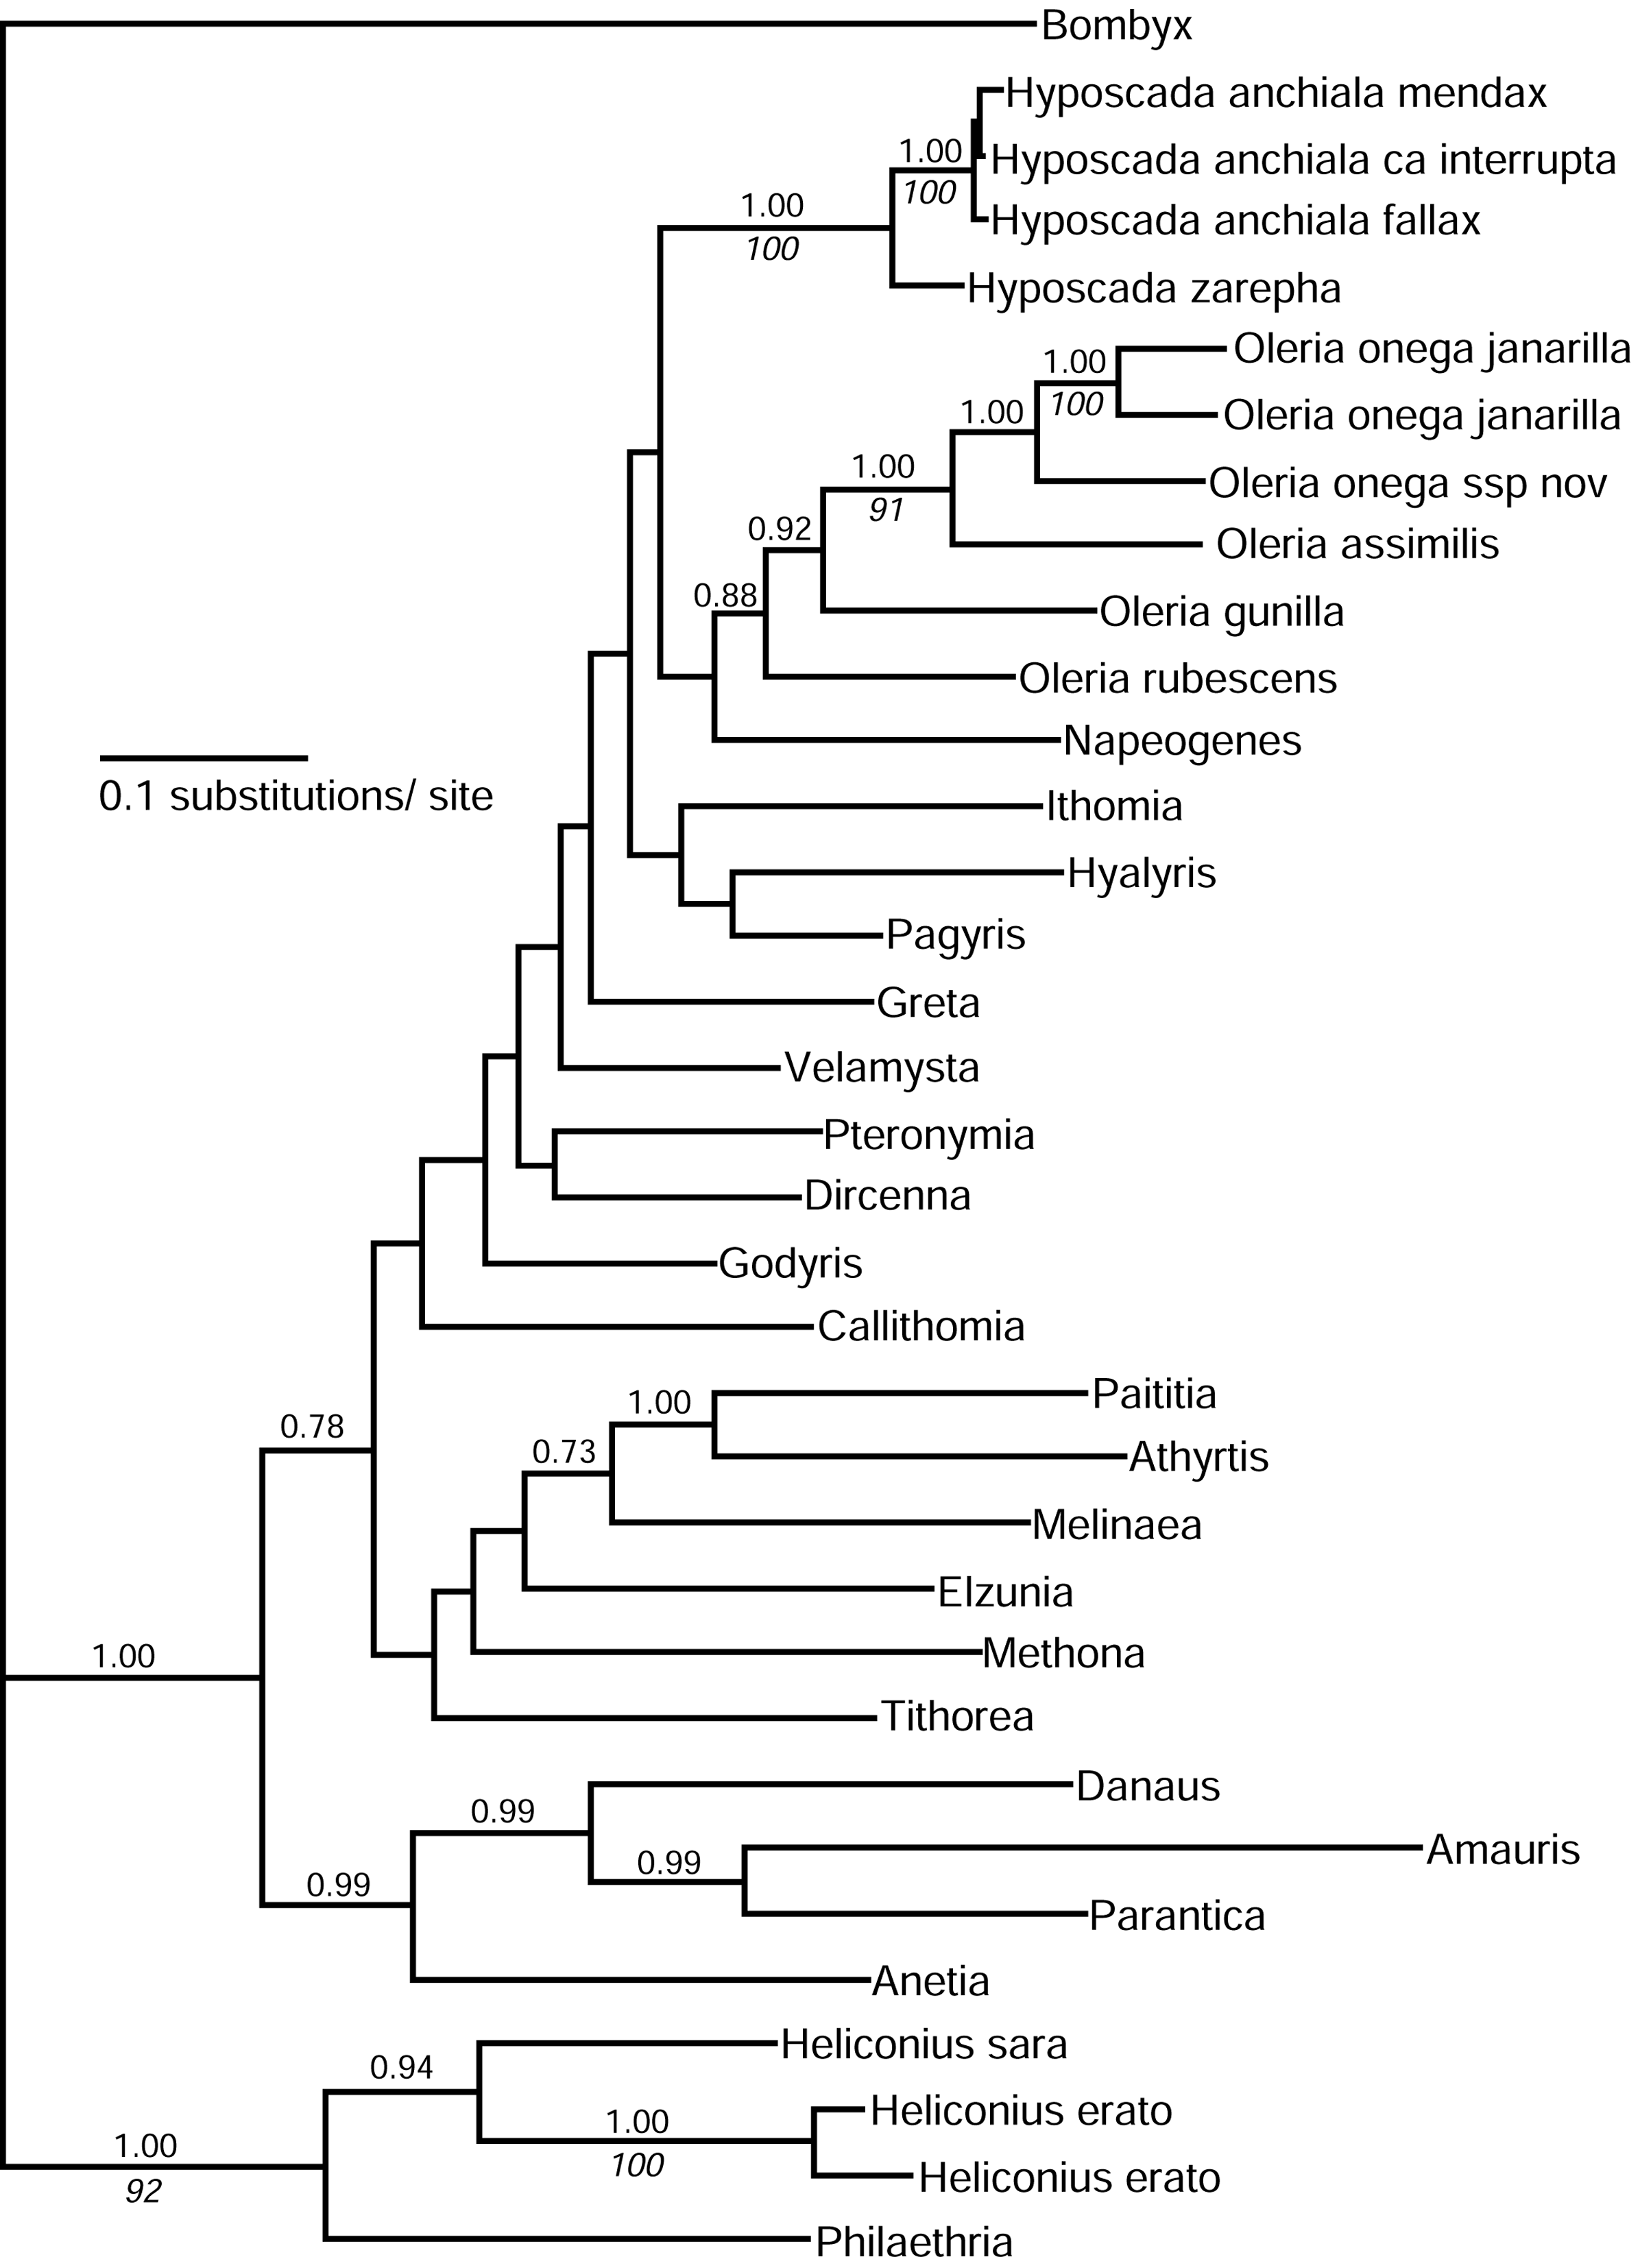 Bombyx
Hyposcada anchiala mendax
1.00
Hyposcada anchiala ca interrupta
100
1.00
Hyposcada anchiala fallax
100
Hyposcada zarepha
Oleria onega janarilla
1.00
100
Oleria onega janarilla
1.00
1.00
Oleria onega ssp nov
91
0.92
Oleria assimilis
0.88
Oleria gunilla
Oleria rubescens
Napeogenes
0.1 substitutions/ site
Ithomia
Hyalyris
Pagyris
Greta
Velamysta
Pteronymia
Dircenna
Godyris
Callithomia
Paititia
1.00
0.78
0.73
Athyrtis
Melinaea
Elzunia
1.00
Methona
Tithorea
Danaus
0.99
Amauris
0.99
0.99
Parantica
Anetia
Heliconius sara
0.94
Heliconius erato
1.00
1.00
100
Heliconius erato
92
Philaethria